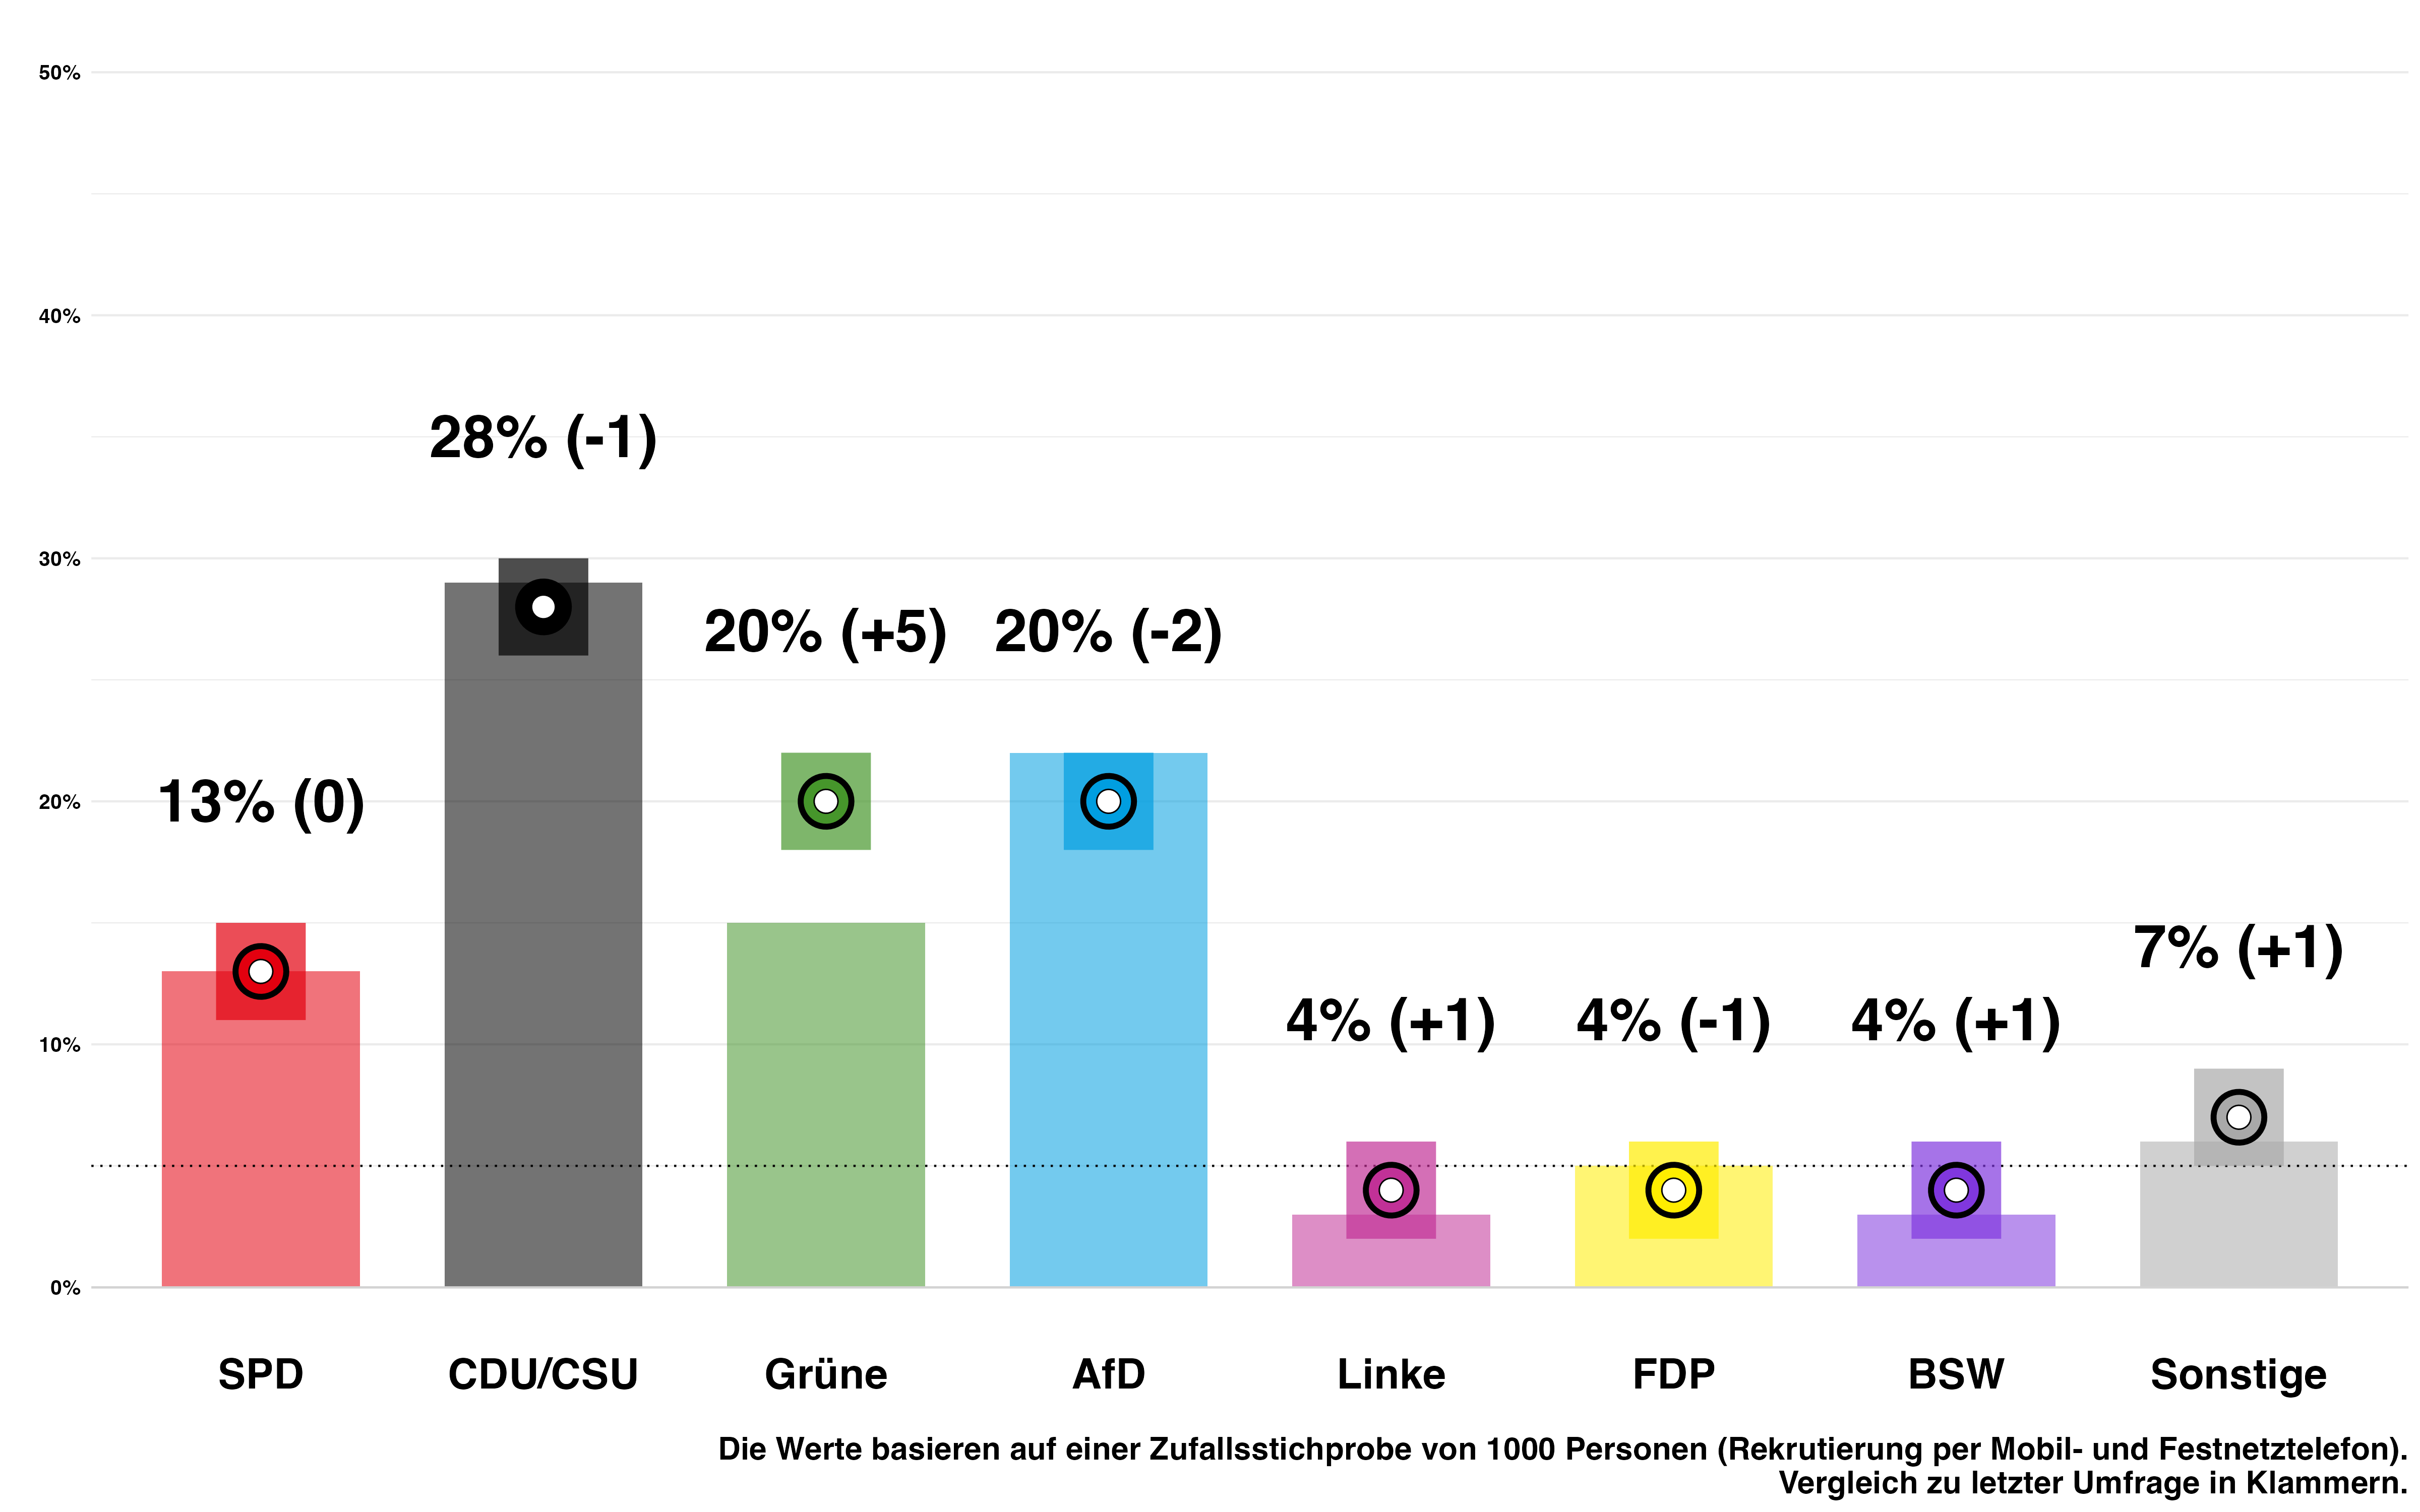 50%
40%
30%
20%
10%
0%
13% (0)
28% (-1)
20% (+5)
20% (-2)
4% (+1)
4% (-1)
4% (+1)
7% (+1)
SPD
CDU/CSU
Grüne
AfD
Linke
FDP
BSW
Sonstige
Die Werte basieren auf einer Zufallsstichprobe von 1000 Personen (Rekrutierung per Mobil- und Festnetztelefon).
Vergleich zu letzter Umfrage in Klammern.